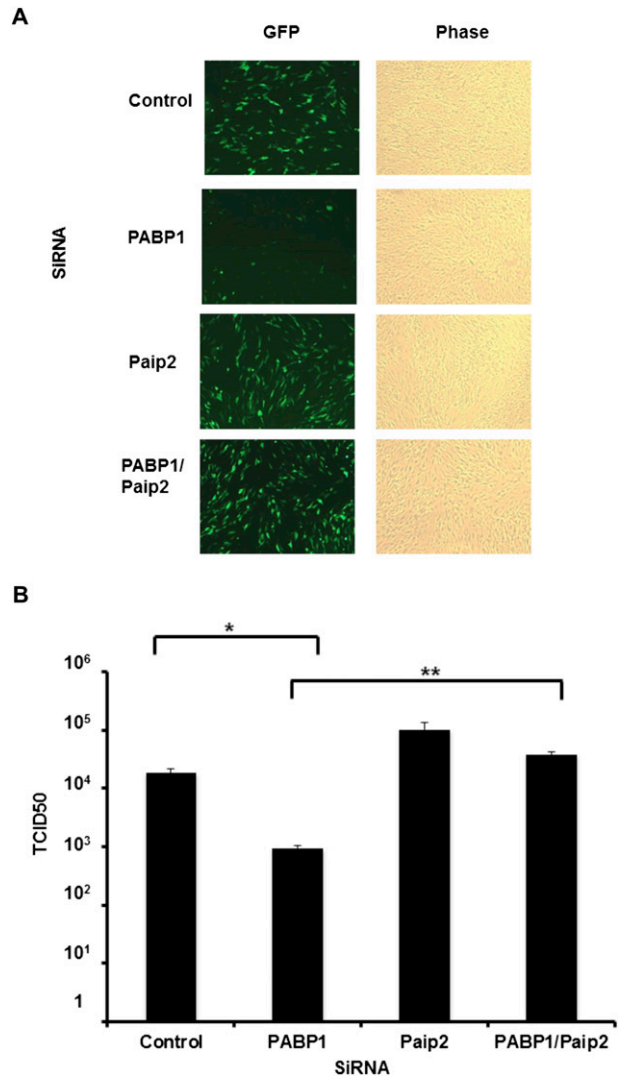 A
GFP Phase
Control
PABP1
SiRNA
Paip2
PABP1/
Paip2
B
*
**
10⁶
10⁵
10⁴
10³
10²
10¹
1
TCID50
Control PABP1 Paip2 PABP1/Paip2
SiRNA